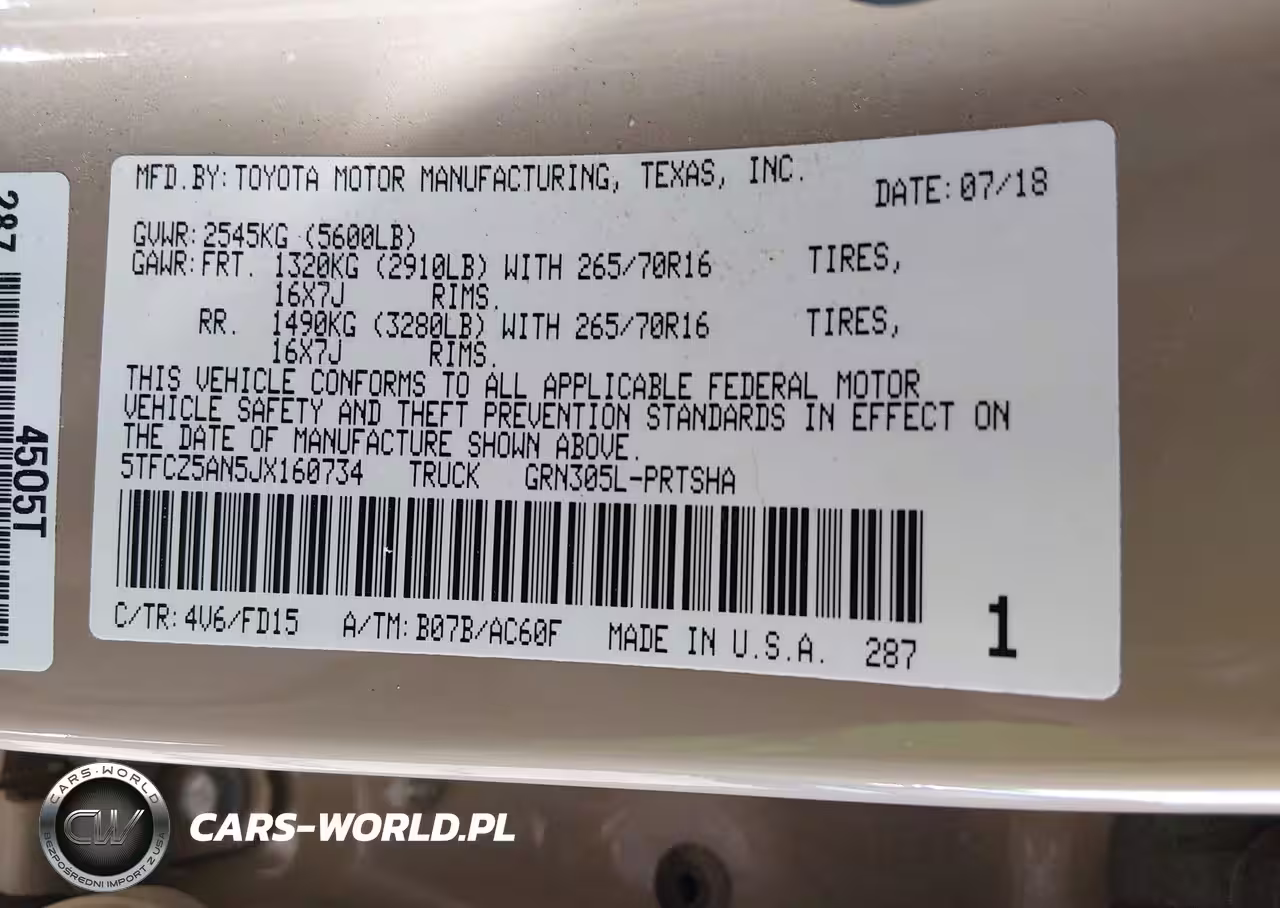 MFD.BY:TOYOTA MOTOR MANUFACTURING, TEXAS, INC.
DATE:07/18
GVWR:2545KG (5600LB)
GAWR:FRT. 1320KG (2910LB) WITH 265/70R16 TIRES,
16X7J RIMS.
RR. 1490KG (3280LB) WITH 265/70R16 TIRES,
16X7J RIMS.
THIS VEHICLE CONFORMS TO ALL APPLICABLE FEDERAL MOTOR
VEHICLE SAFETY AND THEFT PREVENTION STANDARDS IN EFFECT ON
THE DATE OF MANUFACTURE SHOWN ABOVE.
5TFCZ5AN5JX160734 TRUCK GRN305L-PRTSHA
C/TR:4V6/FD15 A/TM:B07B/AC60F MADE IN U.S.A. 287
1
287
4505T
CARS-WORLD
CW
BEZPOŚREDNI IMPORT Z USA
CARS-WORLD.PL